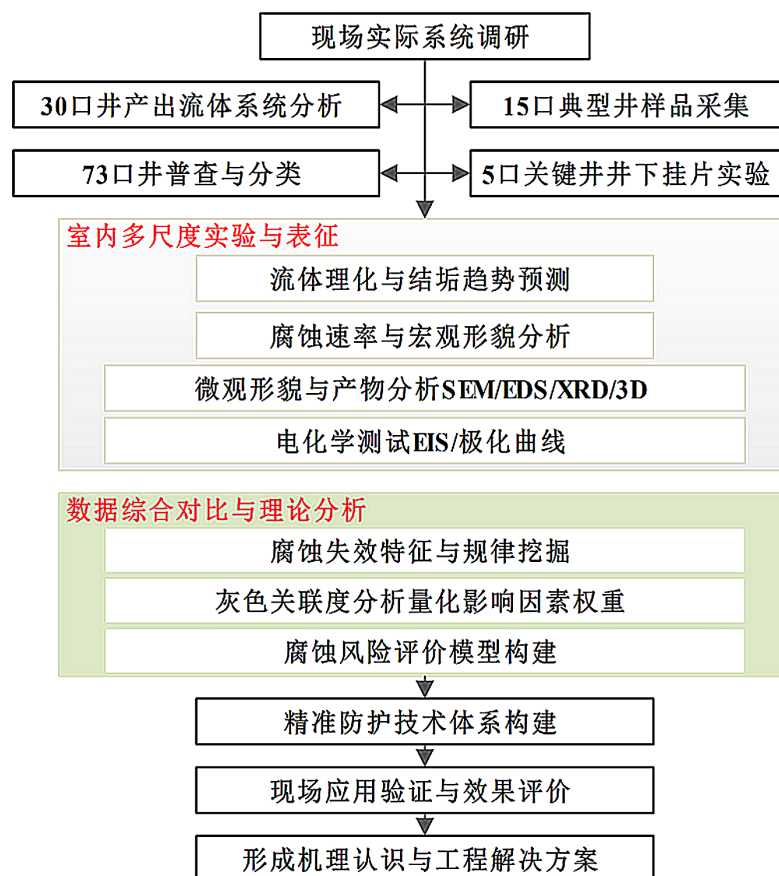 现场实际系统调研
30口井产出流体系统分析
15口典型井样品采集
73口井普查与分类
5口关键井井下挂片实验
室内多尺度实验与表征
流体理化与结垢趋势预测
腐蚀速率与宏观形貌分析
微观形貌与产物分析SEM/EDS/XRD/3D
电化学测试EIS/极化曲线
数据综合对比与理论分析
腐蚀失效特征与规律挖掘
灰色关联度分析量化影响因素权重
腐蚀风险评价模型构建
精准防护技术体系构建
现场应用验证与效果评价
形成机理认识与工程解决方案